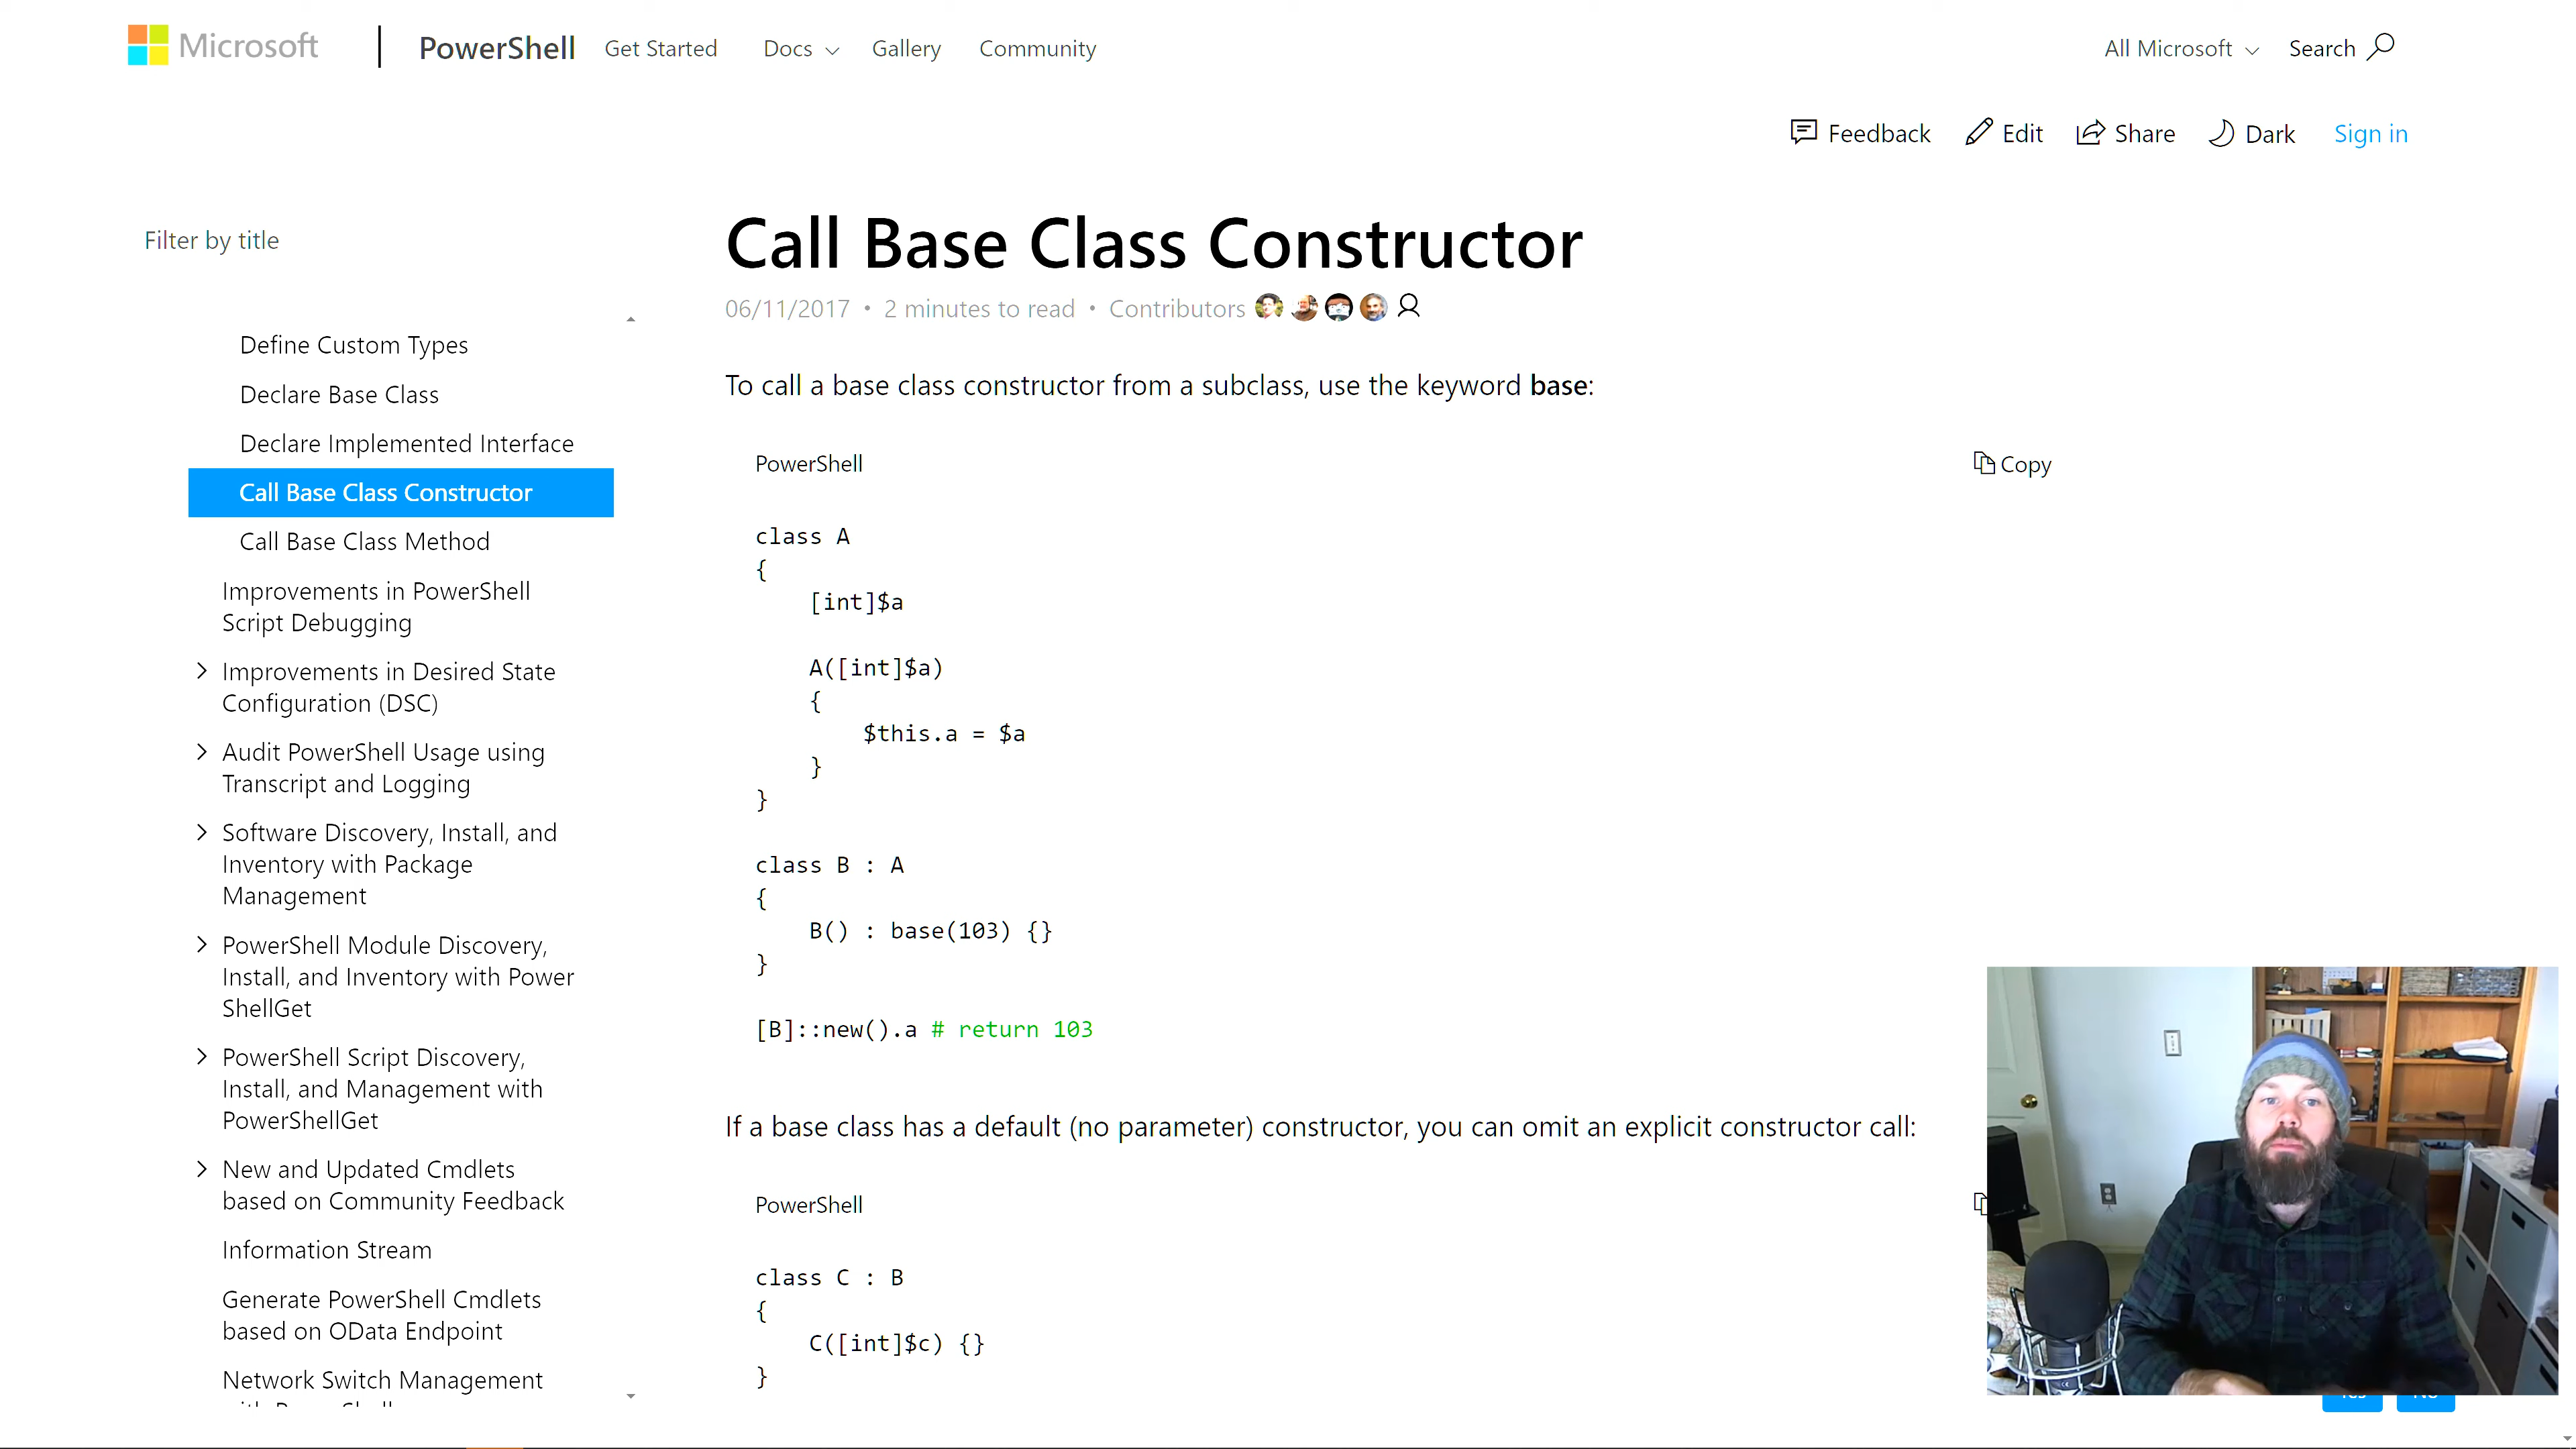 Microsoft
PowerShell
Get Started
Docs
Gallery
Community
All Microsoft
Search
Feedback
Edit
Share
Dark
Sign in
Filter by title
Define Custom Types
Declare Base Class
Declare Implemented Interface
Call Base Class Constructor
Call Base Class Method
Improvements in PowerShell
Script Debugging
Improvements in Desired State
Configuration (DSC)
Audit PowerShell Usage using
Transcript and Logging
Software Discovery, Install, and
Inventory with Package
Management
PowerShell Module Discovery,
Install, and Inventory with Power
ShellGet
PowerShell Script Discovery,
Install, and Management with
PowerShellGet
New and Updated Cmdlets
based on Community Feedback
Information Stream
Generate PowerShell Cmdlets
based on OData Endpoint
Network Switch Management
Call Base Class Constructor
06/11/2017 • 2 minutes to read • Contributors
To call a base class constructor from a subclass, use the keyword base:
PowerShell
Copy
class A
{
[int]$a
A([int]$a)
{
$this.a = $a
}
}
class B : A
{
B() : base(103) {}
}
[B]::new().a # return 103
If a base class has a default (no parameter) constructor, you can omit an explicit constructor call:
PowerShell
class C : B
{
C([int]$c) {}
}